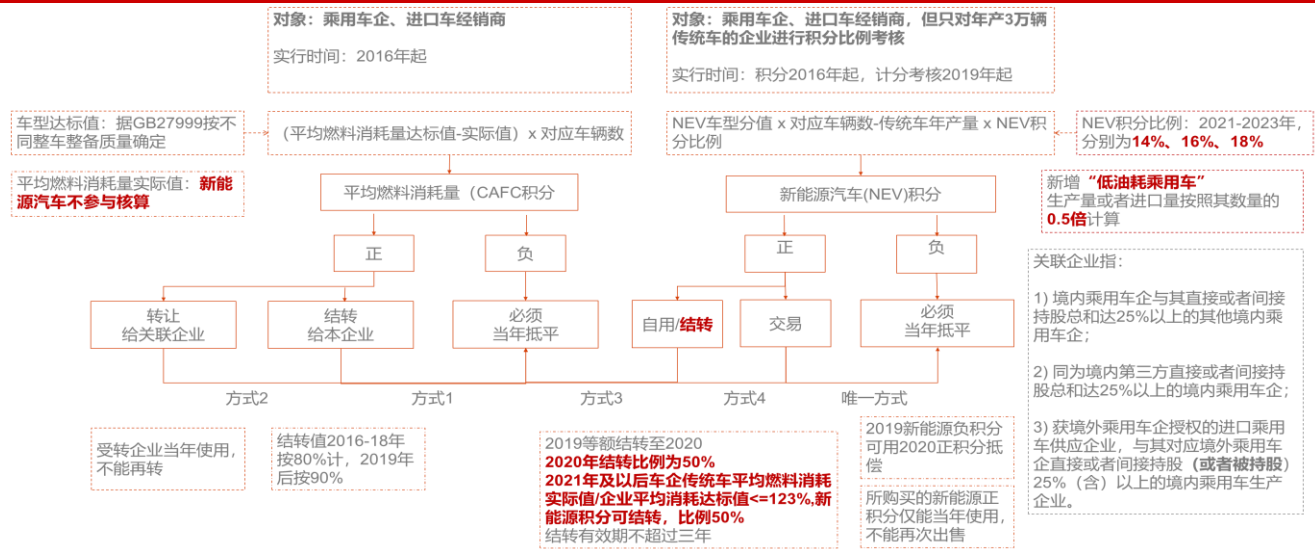 对象：乘用车企、进口车经销商
实行时间：2016年起
对象：乘用车企、进口车经销商，但只对年产3万辆
传统车的企业进行积分比例考核
实行时间：积分2016年起，计分考核2019年起
车型达标值：据GB27999按不
同整车整备质量确定
（平均燃料消耗量达标值-实际值）x 对应车辆数
NEV车型分值 x 对应车辆数-传统车年产量 x NEV积
分比例
NEV积分比例：2021-2023年，
分别为14%、16%、18%
平均燃料消耗量实际值：新能
源汽车不参与核算
平均燃料消耗量（CAFC积分
新能源汽车(NEV)积分
新增“低油耗乘用车”
生产量或者进口量按照其数量的
0.5倍计算
正
负
正
负
转让
给关联企业
结转
给本企业
必须
当年抵平
自用/结转
交易
必须
当年抵平
关联企业指：
1) 境内乘用车企与其直接或者间接
持股总和达25%以上的其他境内乘
用车企；
2) 同为境内第三方直接或者间接持
股总和达25%以上的境内乘用车企；
3) 获境外乘用车企授权的进口乘用
车供应企业，与其对应境外乘用车
企直接或者间接持股（或者被持股）
25%（含）以上的境内乘用车生产
企业。
方式2
方式1
方式3
方式4
唯一方式
受转企业当年使用，
不能再转
结转值2016-18年
按80%计，2019年
后按90%
2019等额结转至2020
2020年结转比例为50%
2021年及以后车企传统车平均燃料消耗
实际值/企业平均消耗达标值<=123%,新
能源积分可结转，比例50%
结转有效期不超过三年
2019新能源负积分
可用2020正积分抵
偿
所购买的新能源正
积分仅能当年使用，
不能再次出售